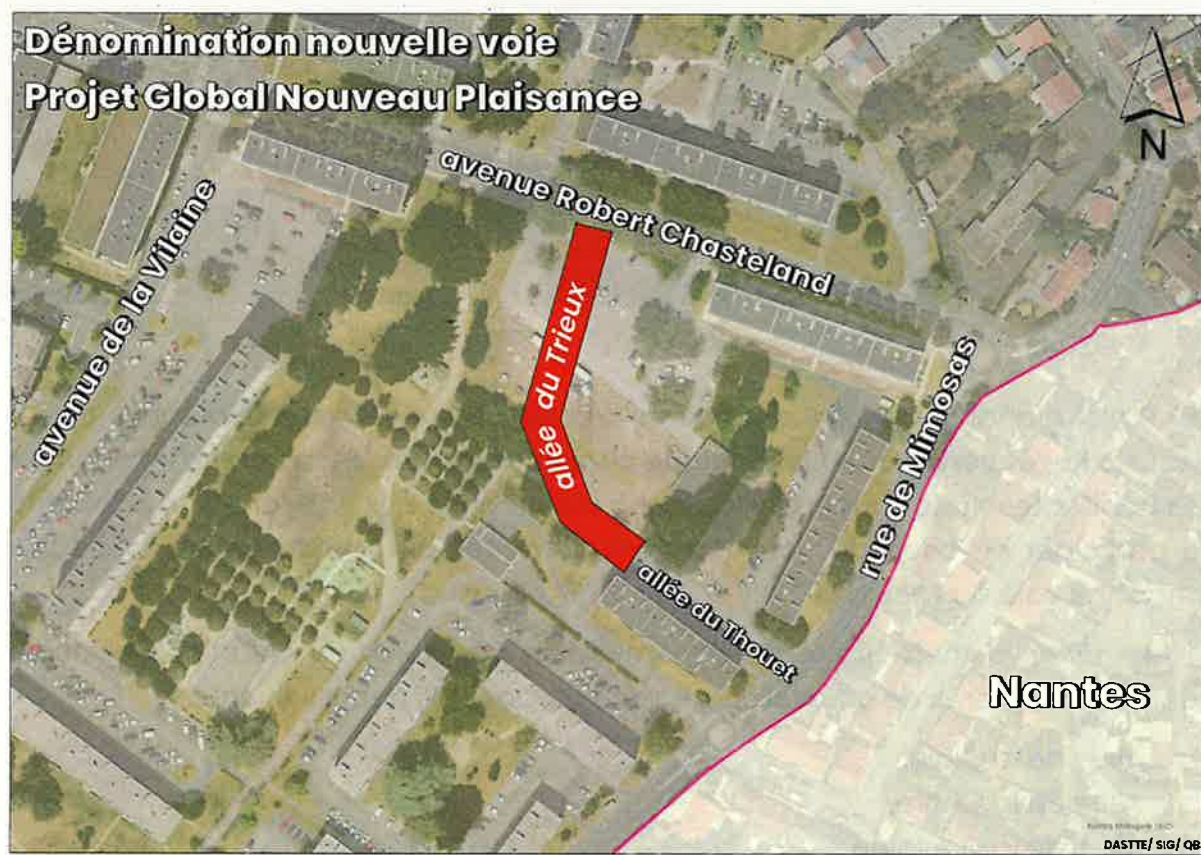 Dénomination nouvelle voie
Projet Global Nouveau Plaisance
N
avenue Robert Chasteland
avenue de la Vilaine
allée du Trieux
rue de Mimosas
allée du Thouet
Nantes
DASTTE/ SIG/ QB